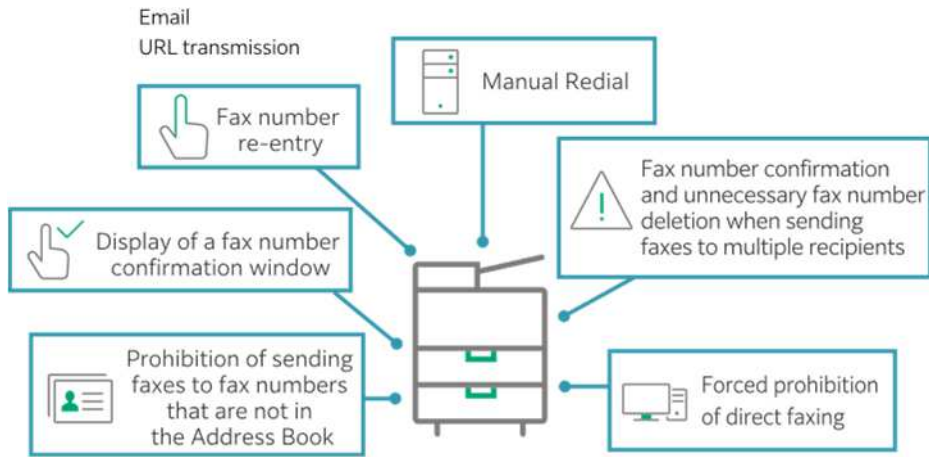 Email
URL transmission
Manual Redial
Fax number
re-entry
Fax number confirmation
and unnecessary fax number
deletion when sending
faxes to multiple recipients
Display of a fax number
confirmation window
Prohibition of sending
faxes to fax numbers
that are not in
the Address Book
Forced prohibition
of direct faxing